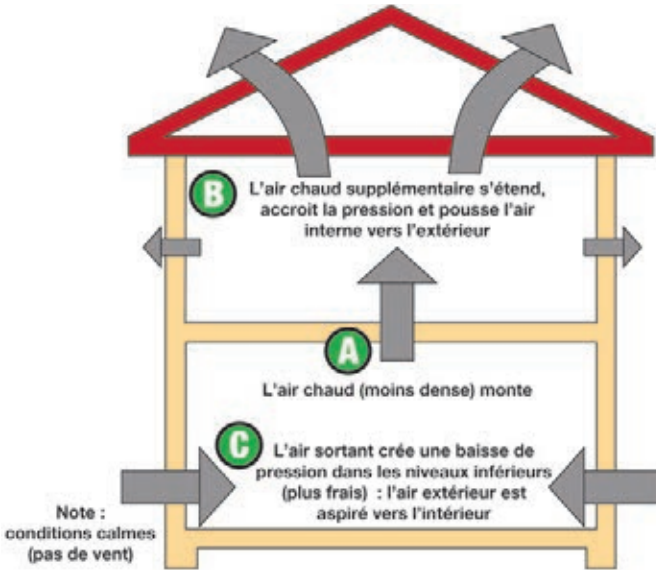 B
L'air chaud supplémentaire s'étend,
accroit la pression et pousse l'air
interne vers l'extérieur
A
L'air chaud (moins dense) monte
C
L'air sortant crée une baisse de
pression dans les niveaux inférieurs
(plus frais) : l'air extérieur est
aspiré vers l'intérieur
Note :
conditions calmes
(pas de vent)